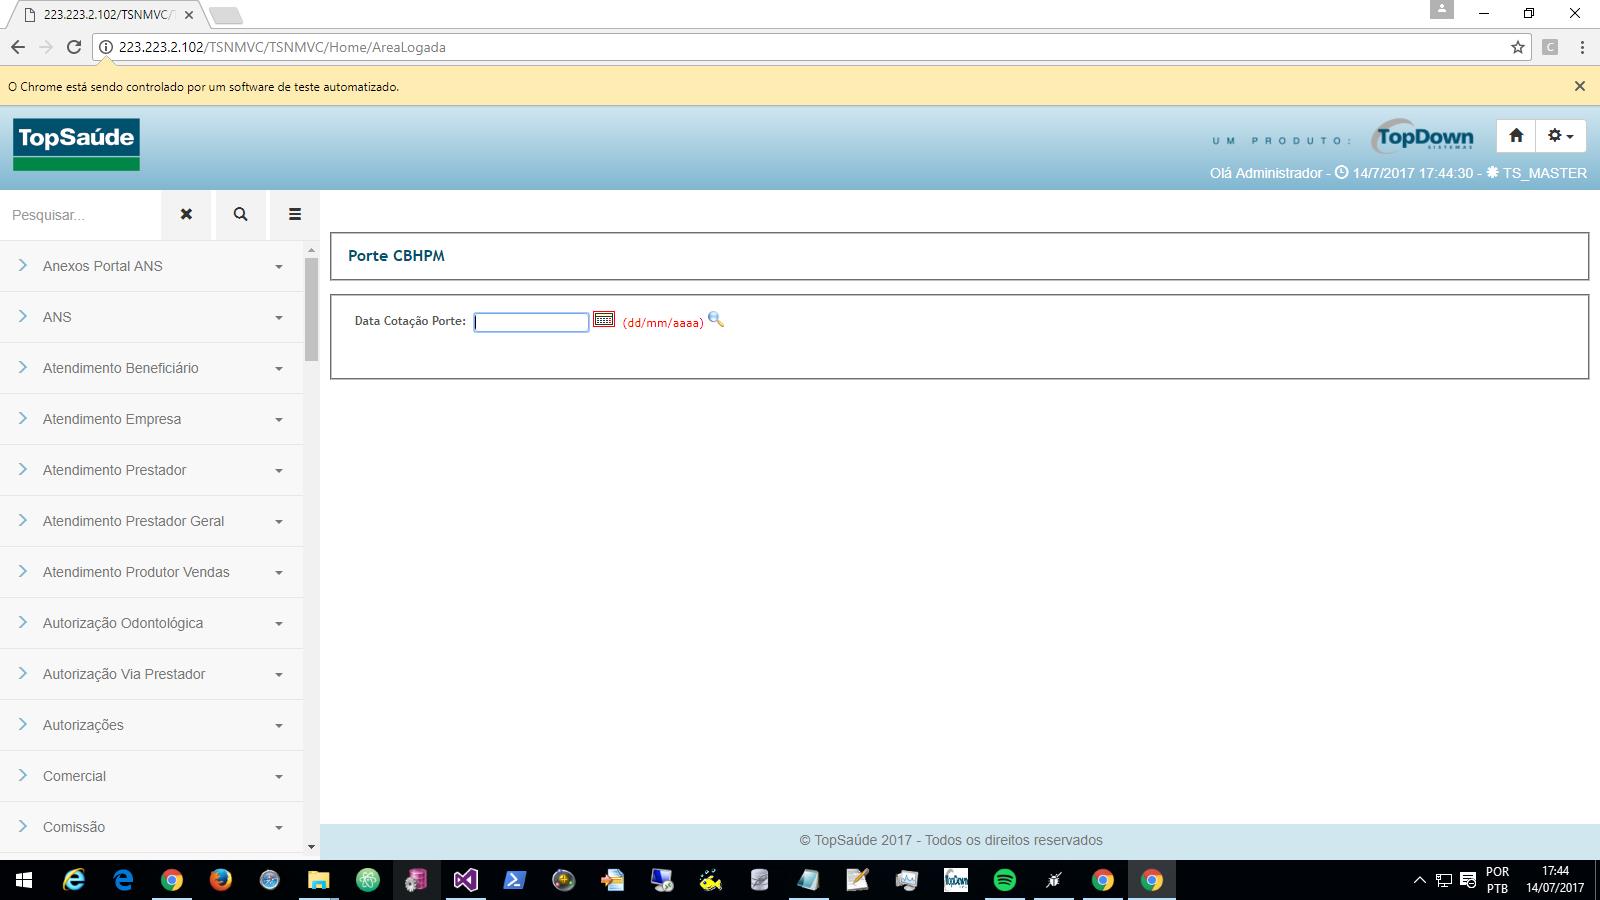 223.223.2.102/TSNMVC/
223.223.2.102/TSNMVC/TSNMVC/Home/AreaLogada
C
O Chrome está sendo controlado por um software de teste automatizado.
TopSaúde
UM PRODUTO:
TopDown
SISTEMAS
Olá Administrador - 14/7/2017 17:44:30 - TS_MASTER
Pesquisar...
Porte CBHPM
Data Cotação Porte: (dd/mm/aaaa)
Anexos Portal ANS
ANS
Atendimento Beneficiário
Atendimento Empresa
Atendimento Prestador
Atendimento Prestador Geral
Atendimento Produtor Vendas
Autorização Odontológica
Autorização Via Prestador
Autorizações
Comercial
Comissão
© TopSaúde 2017 - Todos os direitos reservados
TopDown
POR
PTB
17:44
14/07/2017